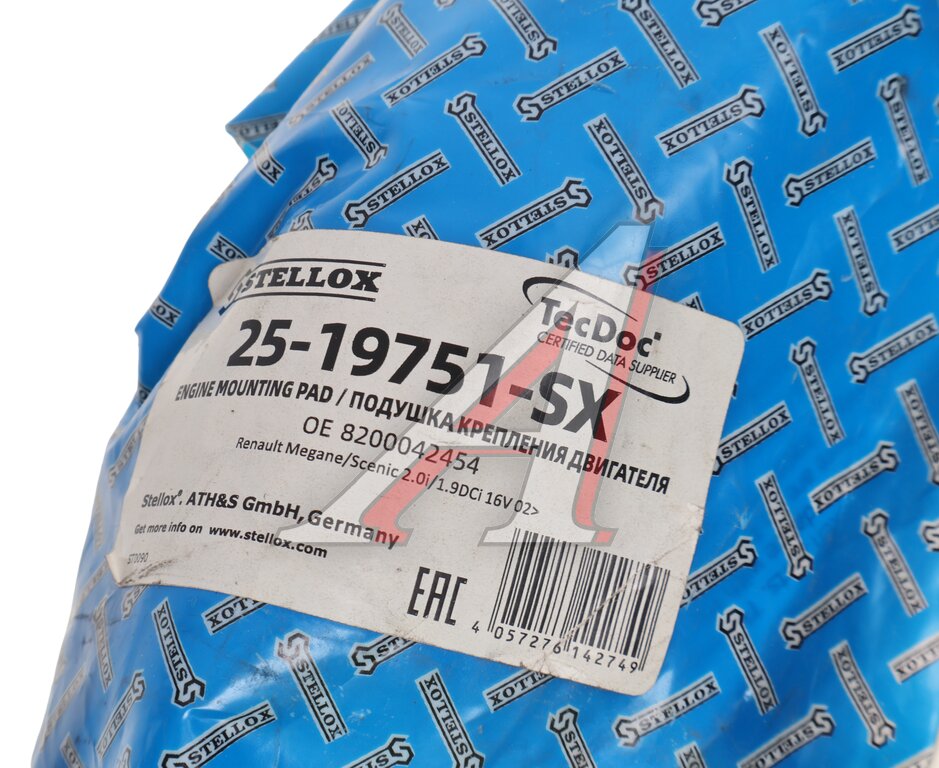 STELLOX
TecDoc
CERTIFIED DATA SUPPLIER
25-19751-SX
ENGINE MOUNTING PAD / ПОДУШКА КРЕПЛЕНИЯ ДВИГАТЕЛЯ
OE 8200042454
Renault Megane/Scenic 2.0i/1.9DCi 16V 02>
Stellox®. ATH&S GmbH, Germany
Get more info on www.stellox.com
ST0090
EAC
4 057276 142749